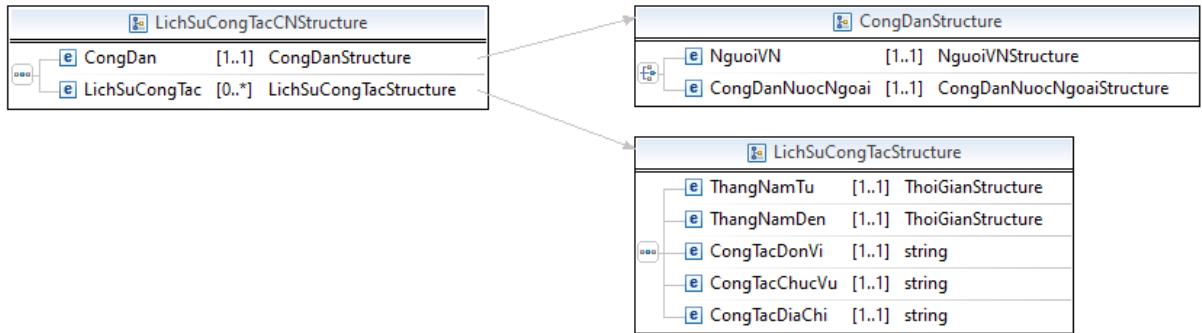 LichSuCongTacCNStructure
e CongDan [1..1] CongDanStructure
e LichSuCongTac [0..*] LichSuCongTacStructure
CongDanStructure
e NguoiVN [1..1] NguoiVNStructure
e CongDanNuocNgoai [1..1] CongDanNuocNgoaiStructure
LichSuCongTacStructure
e ThangNamTu [1..1] ThoiGianStructure
e ThangNamDen [1..1] ThoiGianStructure
e CongTacDonVi [1..1] string
e CongTacChucVu [1..1] string
e CongTacDiaChi [1..1] string